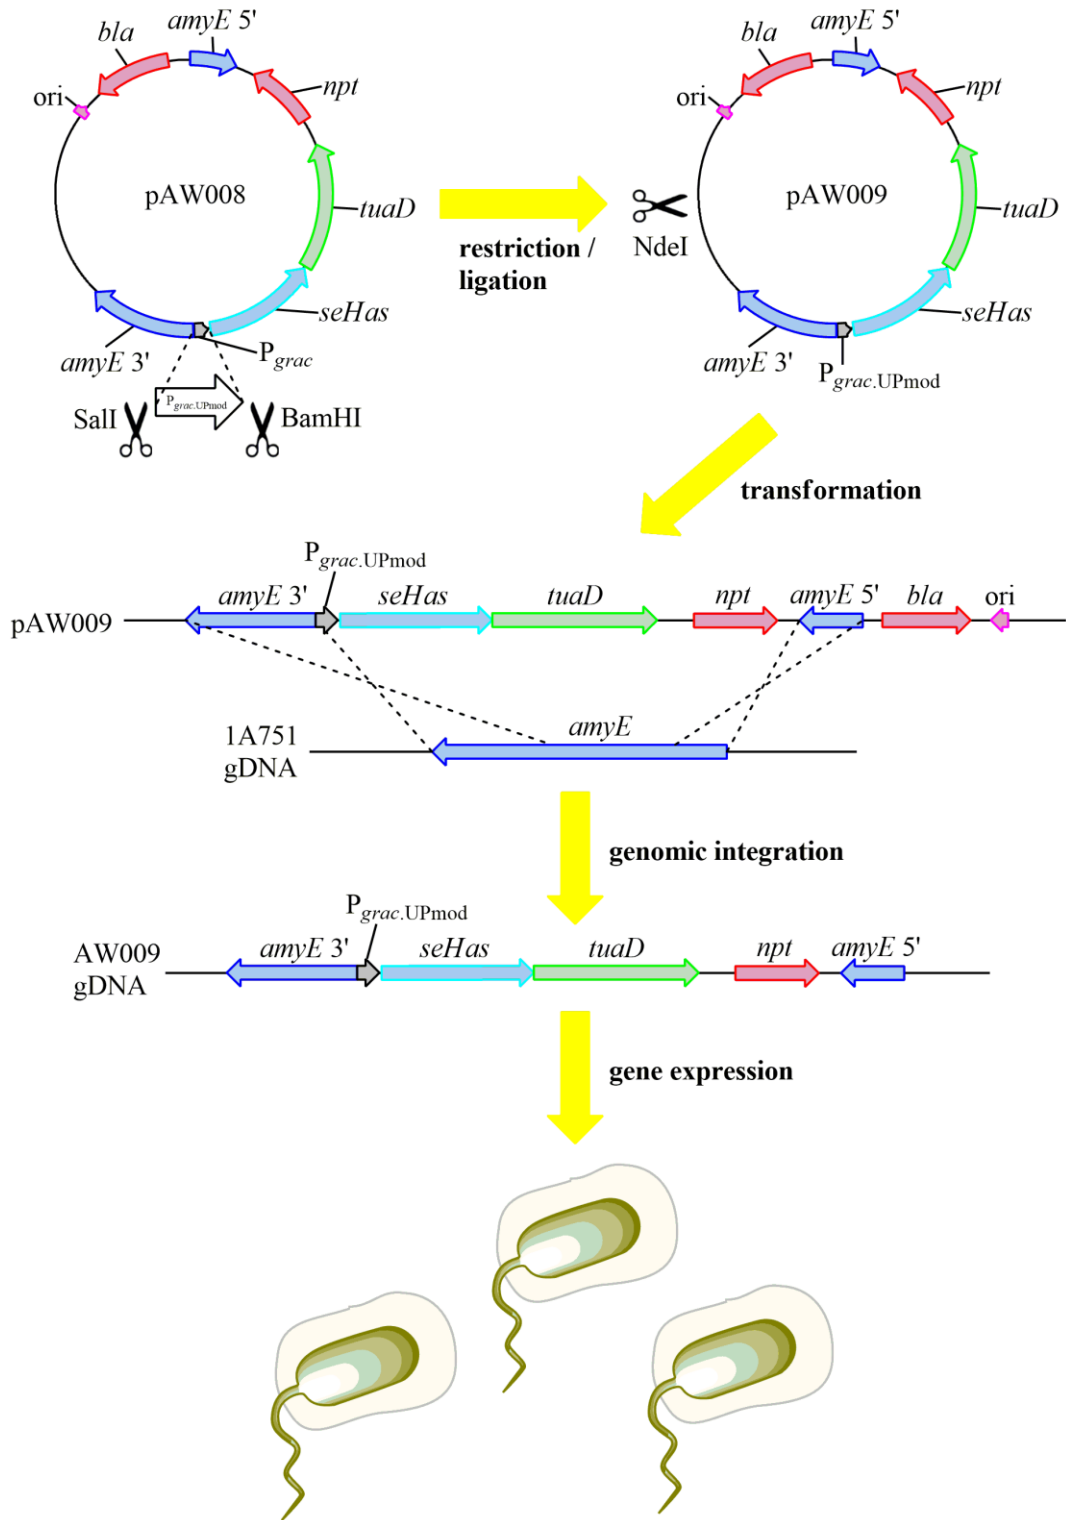 amyE 5'
bla
npt
ori
pAW008
tuaD
seHas
Pgrac
amyE 3'
SalI
Pgrac.UPmod
BamHI
restriction /
ligation
amyE 5'
bla
npt
ori
pAW009
NdeI
tuaD
seHas
Pgrac.UPmod
amyE 3'
transformation
Pgrac.UPmod
pAW009
amyE 3'
seHas
tuaD
npt
amyE 5'
bla
ori
amyE
1A751
gDNA
genomic integration
Pgrac.UPmod
AW009
gDNA
amyE 3'
seHas
tuaD
npt
amyE 5'
gene expression